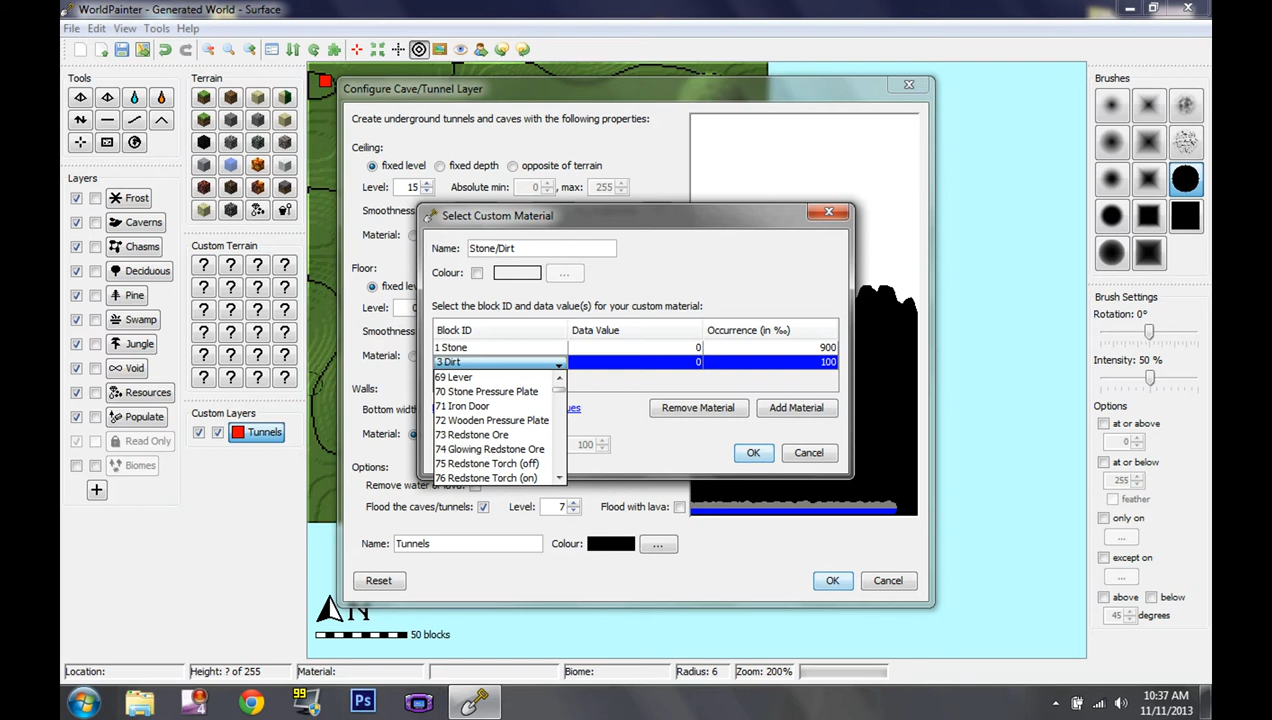 WorldPainter - Generated World - Surface
File Edit View Tools Help
Tools
Terrain
Layers
Frost
Caverns
Chasms
Deciduous
Pine
Swamp
Jungle
Void
Resources
Populate
Read Only
Biomes
Custom Terrain
? ? ? ?
? ? ? ?
? ? ? ?
? ? ? ?
? ? ? ?
? ? ? ?
Custom Layers
Tunnels
Configure Cave/Tunnel Layer
Create underground tunnels and caves with the following properties:
Ceiling:
fixed level fixed depth opposite of terrain
Level: 15 Absolute min: 0 , max: 255
Smoothness
Material:
Floor:
Level:
Smoothness
Material:
Walls:
Material:
Options:
Flood the caves/tunnels: Level: 7 Flood with lava:
Name: Tunnels Colour: ...
Reset OK Cancel
Select Custom Material
Name: Stone/Dirt
Colour: ...
Select the block ID and data value(s) for your custom material:
Block ID Data Value Occurrence (in ‰)
1 Stone 0 900
3 Dirt 0 100
69 Lever
70 Stone Pressure Plate
71 Iron Door
72 Wooden Pressure Plate
73 Redstone Ore
74 Glowing Redstone Ore
75 Redstone Torch (off)
76 Redstone Torch (on)
Remove Material Add Material
100
OK Cancel
N
50 blocks
Brushes
Brush Settings
Rotation: 0°
Intensity: 50 %
Options
at or above
0
at or below
255
feather
only on
...
except on
...
above below
45 degrees
Location: Height: ? of 255 Material: Biome: Radius: 6 Zoom: 200%
4
99
Ps
10:37 AM
11/11/2013